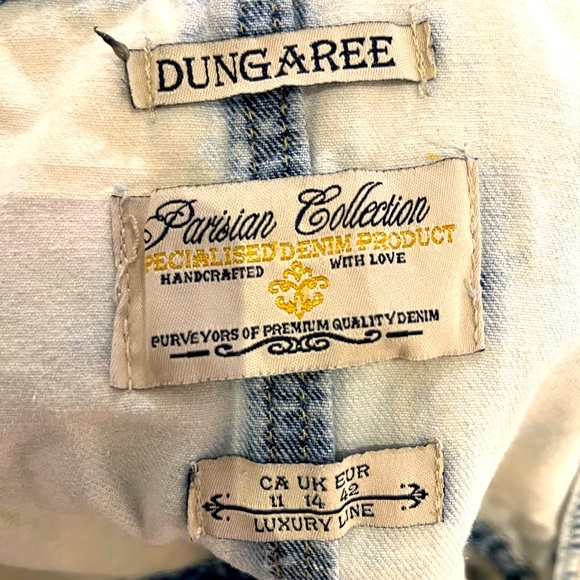 DUNGAREE
Parisian Collection
SPECIALISED DENIM PRODUCT
HANDCRAFTED WITH LOVE
PURVEYORS OF PREMIUM QUALITY DENIM
CA UK EUR
11 14 42
LUXURY LINE